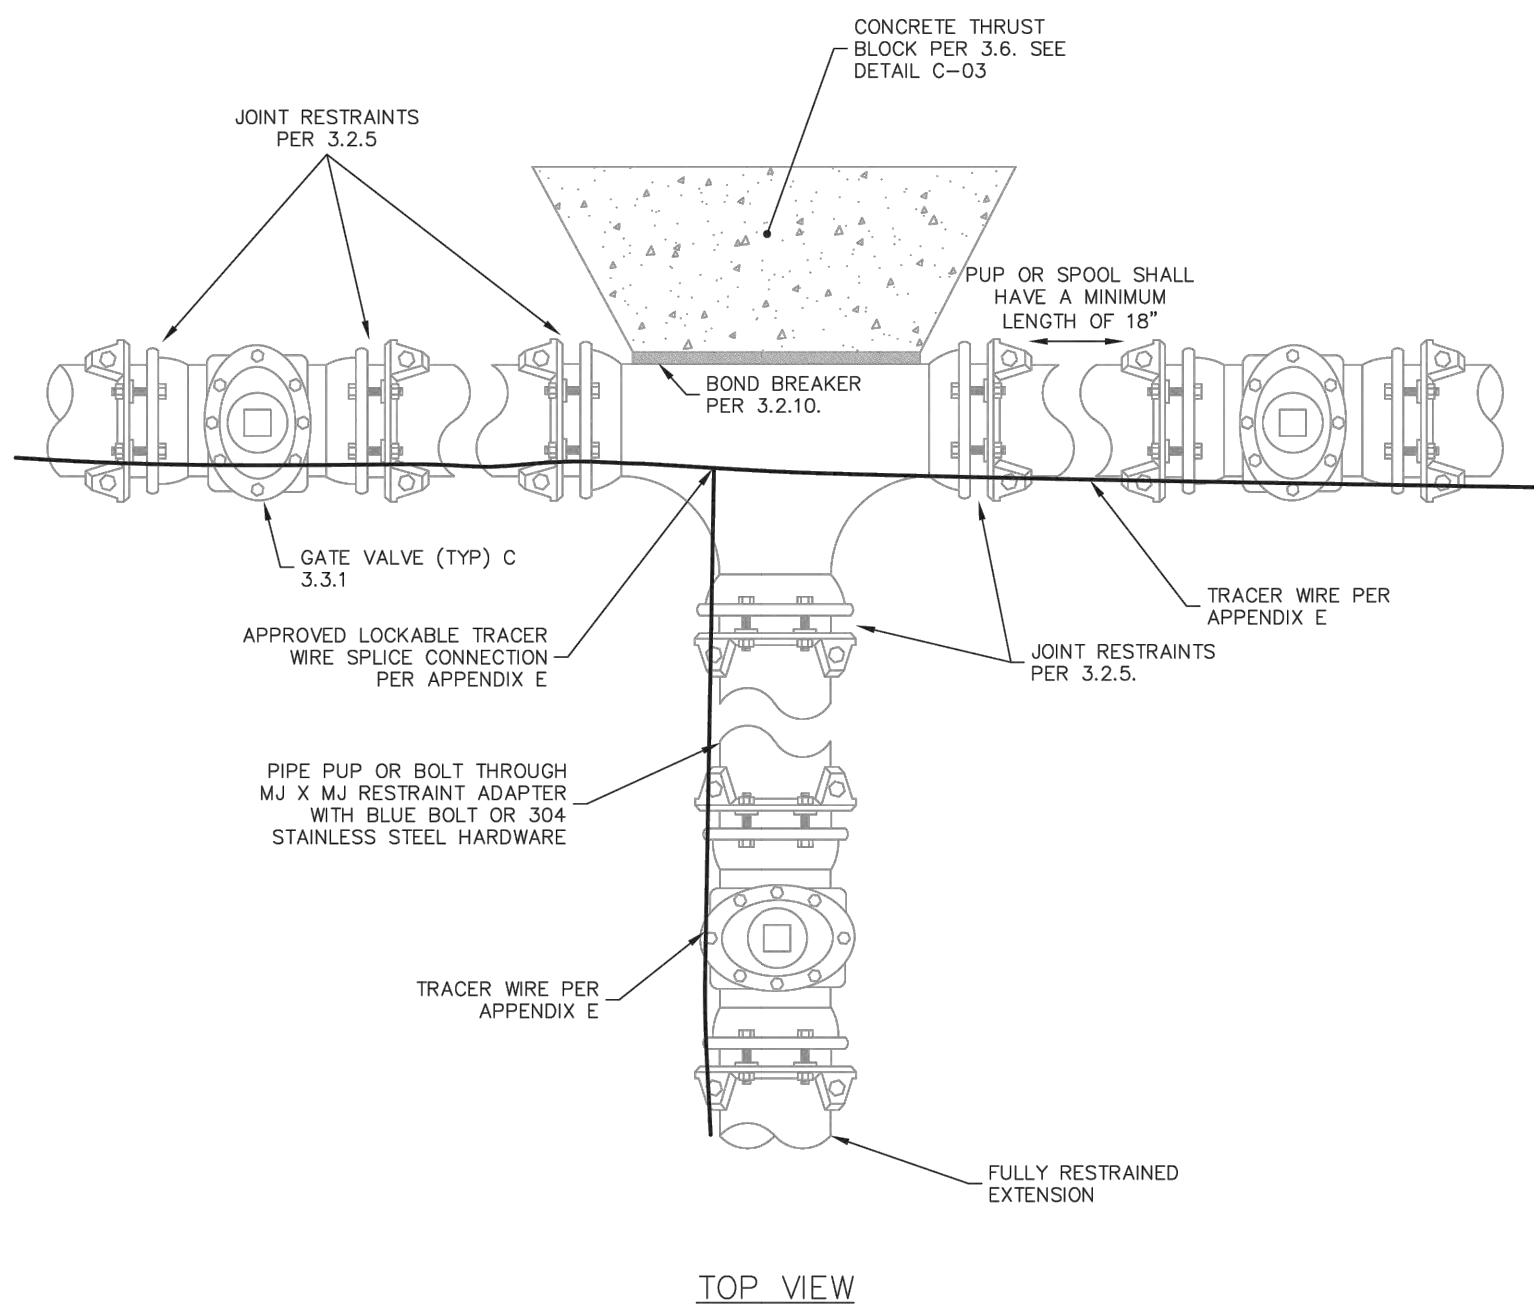 CONCRETE THRUST
BLOCK PER 3.6. SEE
DETAIL C-03
JOINT RESTRAINTS
PER 3.2.5
PUP OR SPOOL SHALL
HAVE A MINIMUM
LENGTH OF 18"
BOND BREAKER
PER 3.2.10.
GATE VALVE (TYP) C
3.3.1
TRACER WIRE PER
APPENDIX E
APPROVED LOCKABLE TRACER
WIRE SPLICE CONNECTION
PER APPENDIX E
JOINT RESTRAINTS
PER 3.2.5.
PIPE PUP OR BOLT THROUGH
MJ X MJ RESTRAINT ADAPTER
WITH BLUE BOLT OR 304
STAINLESS STEEL HARDWARE
TRACER WIRE PER
APPENDIX E
FULLY RESTRAINED
EXTENSION
TOP VIEW